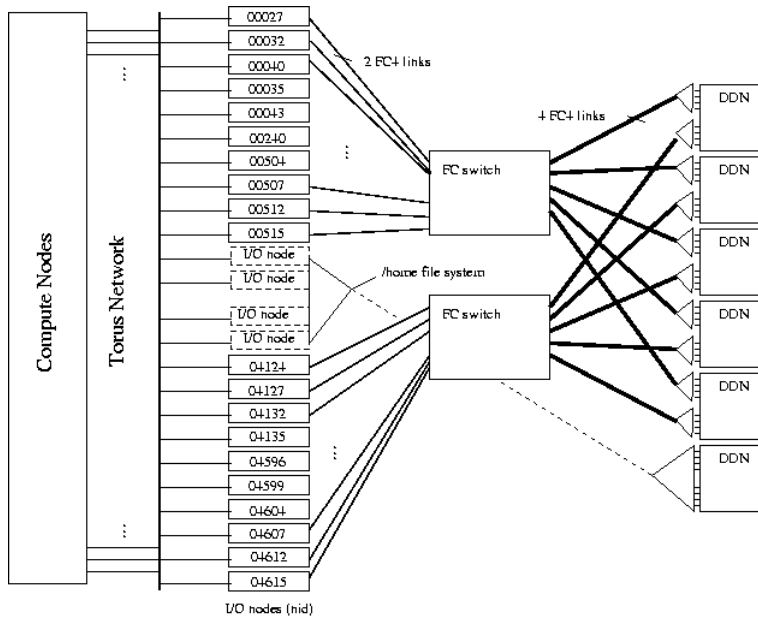 Compute Nodes
Torus Network
...
...
00027
00032
00040
00035
00043
00240
00504
00507
00512
00515
I/O node
I/O node
I/O node
I/O node
04124
04127
04132
04135
04596
04599
04604
04607
04612
04615
I/O nodes (nid)
2 FC4 links
...
/home file system
...
FC switch
FC switch
4 FC4 links
DDN
DDN
DDN
DDN
DDN
DDN